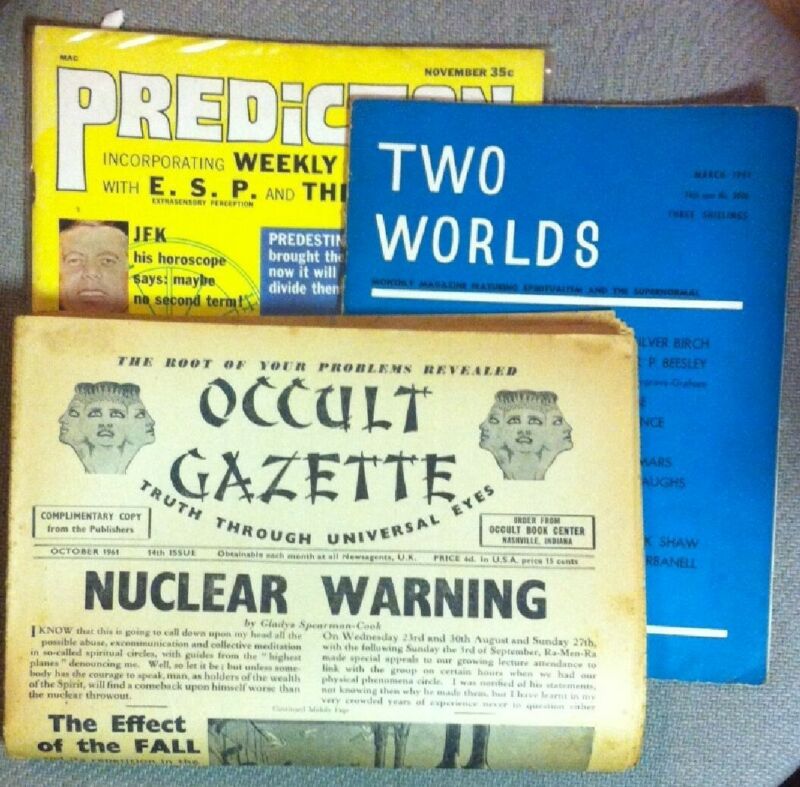 MAG
NOVEMBER 35c
PREDiCTiON
INCORPORATING WEEKLY
WITH E. S. P. AND
EXTRASENSORY PERCEPTION
JFK
his horoscope
says: maybe
no second term!
PREDESTIN
brought the
now it will
divide then
TWO
WORLDS
MARCH
THREE SHILLINGS
MONTHLY MAGAZINE FEATURING SPIRITUALISM AND THE SUPERNORMAL
ILVER BIRCH
P. BEESLEY
NCE
MARS
AUGHS
K SHAW
RBANELL
THE ROOT OF YOUR PROBLEMS REVEALED
OCCULT
GAZETTE
TRUTH THROUGH UNIVERSAL EYES
COMPLIMENTARY COPY
from the Publishers
ORDER FROM
OCCULT BOOK CENTER
NASHVILLE, INDIANA
OCTOBER 1961 14th ISSUE Obtainable each month at all Newsagents, U.K. PRICE 4d. In U.S.A. price 15 cents
NUCLEAR WARNING
by Gladys Spearman-Cook
I KNOW that this is going to call down upon my head all the
possible abuse, excommunication and collective meditation
in so-called spiritual circles, with guides from the "highest
planes" denouncing me. Well, so let it be; but unless some-
body has the courage to speak, man, as holders of the wealth
of the Spirit, will find a comeback upon himself worse than
the nuclear throwout.
On Wednesday 23rd and 30th August and Sunday 27th,
with the following Sunday the 3rd of September, Ra-Men-Ra
made special appeals to our growing lecture attendance to
link with the group on certain hours when we had our
physical phenomena circle. I was notified of his statements,
not knowing then why he made them, but I have learnt in my
very crowded years of experience never to question either
Continued Middle Page
The Effect
of the FALL